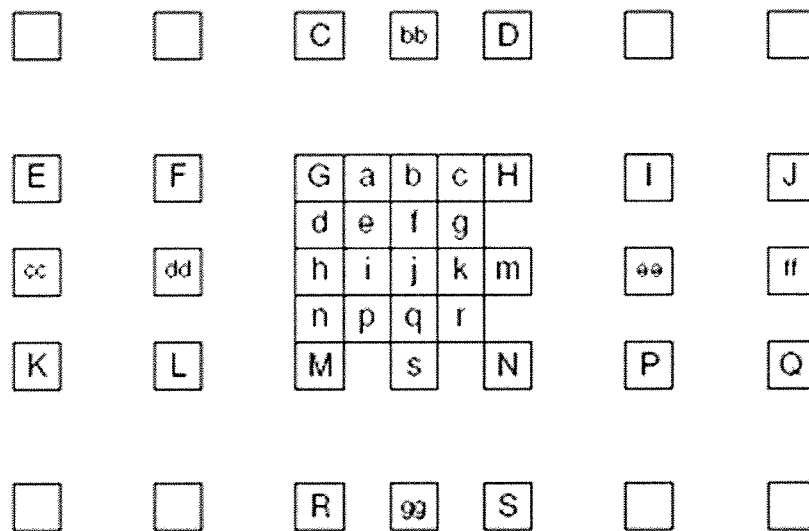 C bb D
E F G a b c H I J
d e f g
cc dd h i j k m ee ff
n p q r
K L M s N P Q
R gg S